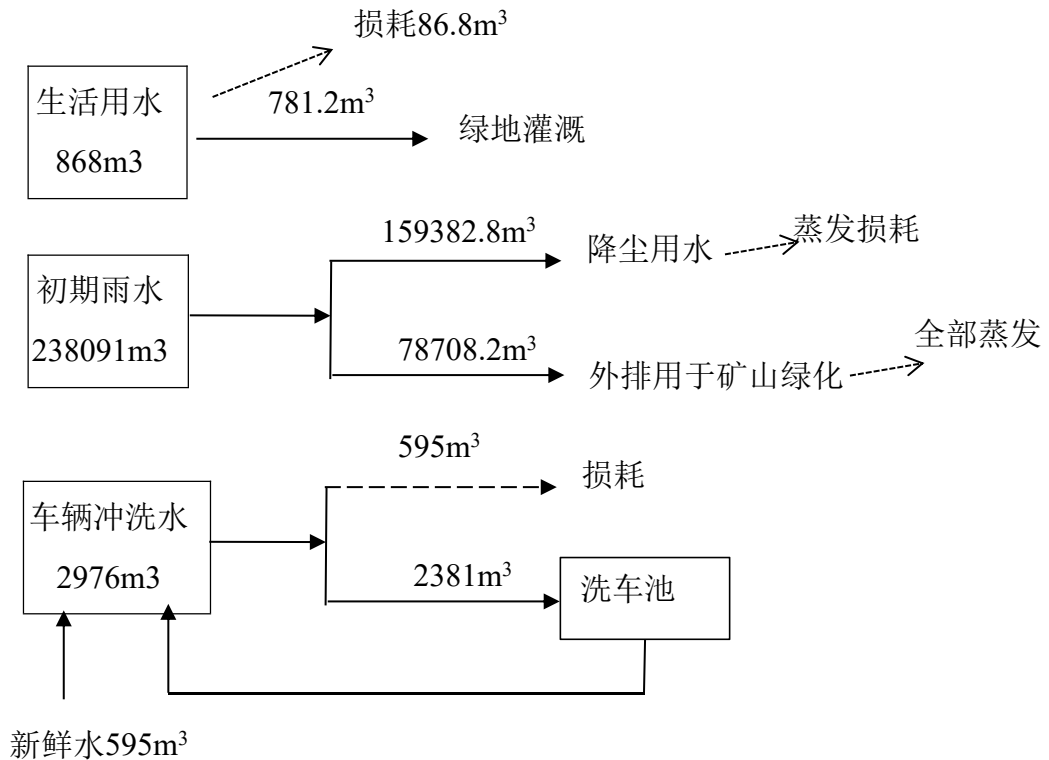 损耗86.8m³
生活用水
868m3
781.2m³
绿地灌溉
初期雨水
238091m3
159382.8m³
降尘用水
蒸发损耗
78708.2m³
外排用于矿山绿化
全部蒸发
车辆冲洗水
2976m3
595m³
损耗
2381m³
洗车池
新鲜水595m³